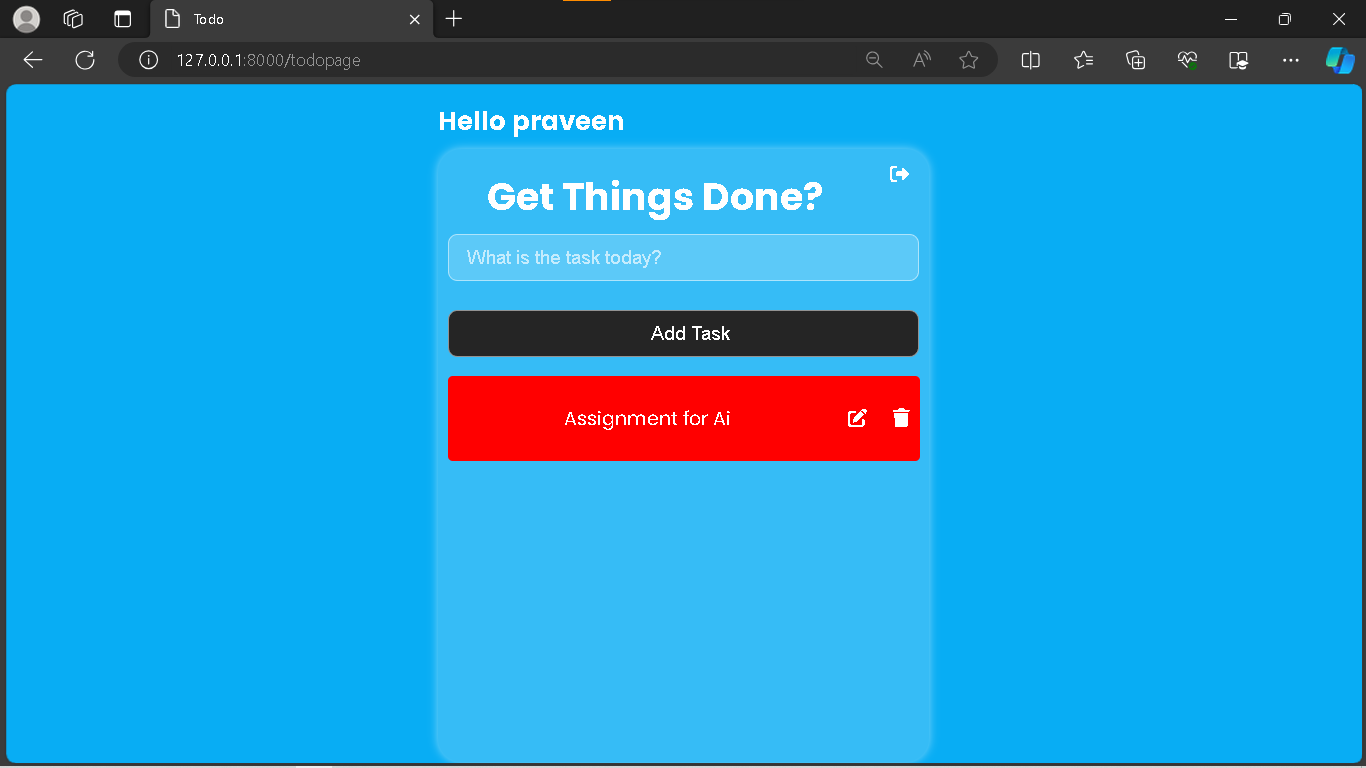 Todo
127.0.0.1:8000/todopage
Hello praveen
Get Things Done?
What is the task today?
Add Task
Assignment for Ai